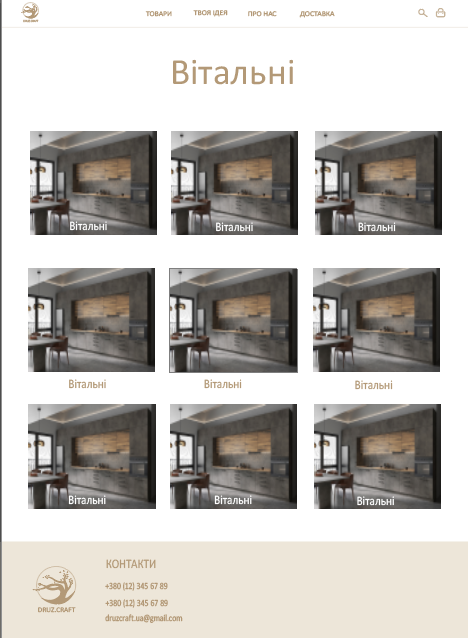 ТОВАРИ ТВОЯ ІДЕЯ ПРО НАС ДОСТАВКА
Вітальні
Вітальні Вітальні Вітальні
Вітальні Вітальні Вітальні
Вітальні Вітальні Вітальні
КОНТАКТИ
+380 (12) 345 67 89
+380 (12) 345 67 89
DRUZ.CRAFT
druzcraft.ua@gmail.com